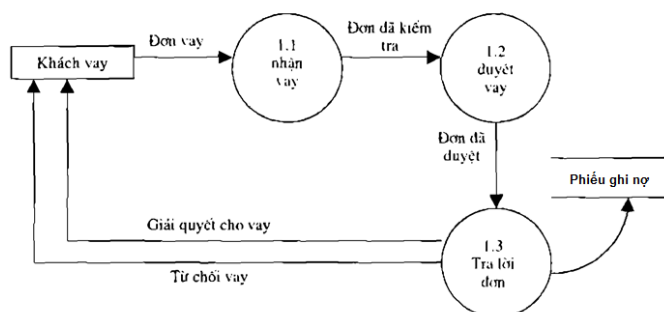 Khách vay
Đơn vay
1.1
nhận
vay
Đơn đã kiểm
tra
1.2
duyệt
vay
Đơn đã
duyệt
Phiếu ghi nợ
Giải quyết cho vay
Từ chối vay
1.3
Tra lời
đơn